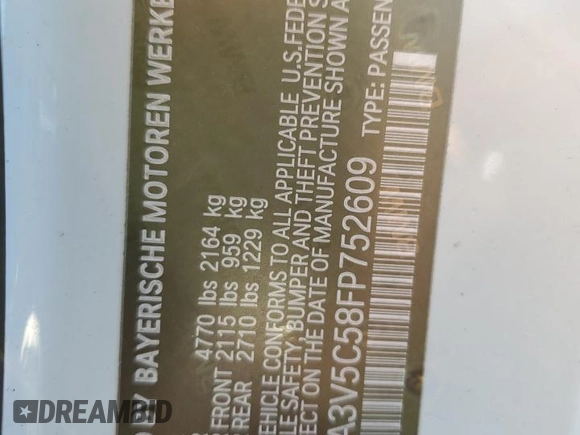 BAYERISCHE MOTOREN WERKE
4770 lbs 2164 kg
FRONT 2115 lbs 959 kg
REAR 2710 lbs 1229 kg
VEHICLE CONFORMS TO ALL APPLICABLE U.S.FEDE
SAFETY, BUMPER AND THEFT PREVENTION S
ECT ON THE DATE OF MANUFACTURE SHOWN A
A3V5C58FP752609 TYPE: PASSEN
DREAMBID